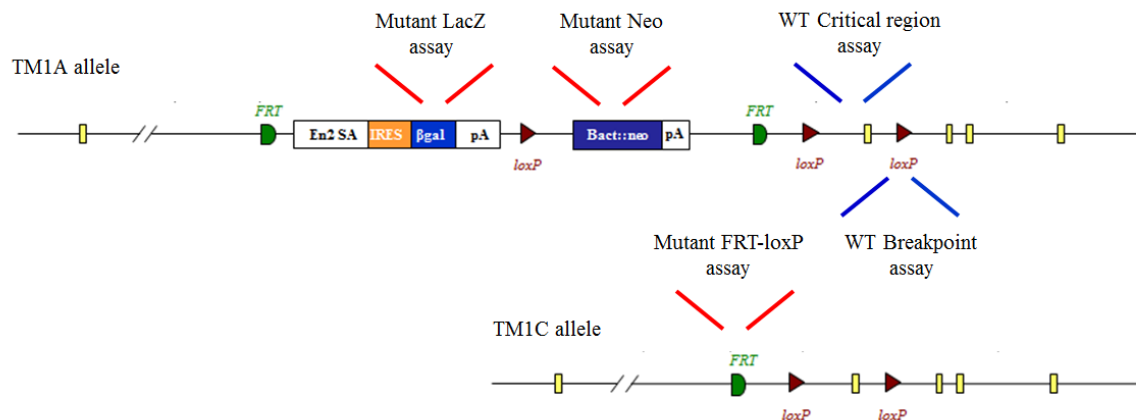 Mutant LacZ
assay
Mutant Neo
assay
WT Critical region
assay
TM1A allele
FRT
FRT
En2 SA
IRES
βgal
pA
loxP
Bact::neo
pA
loxP
loxP
Mutant FRT-loxP
assay
WT Breakpoint
assay
TM1C allele
FRT
loxP
loxP